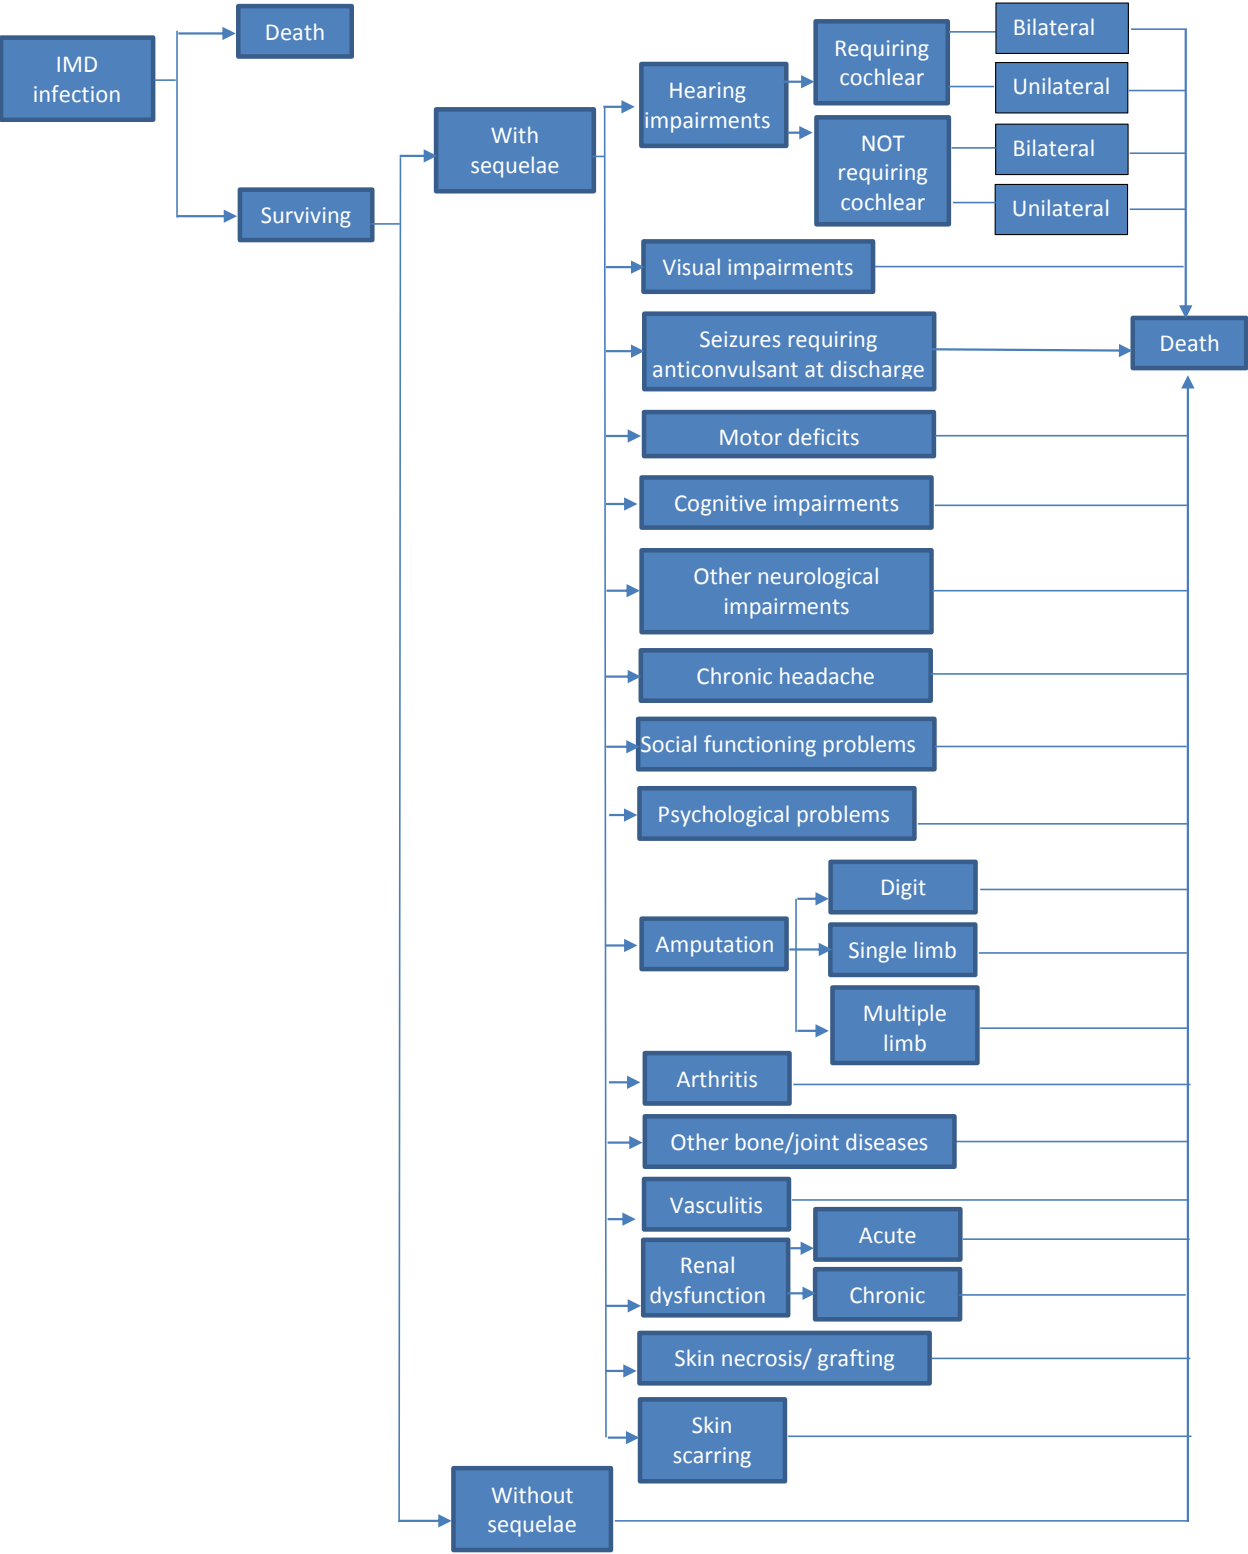 IMD
infection
Death
Surviving
With
sequelae
Hearing
impairments
Requiring
cochlear
Bilateral
Unilateral
NOT
requiring
cochlear
Bilateral
Unilateral
Visual impairments
Seizures requiring
anticonvulsant at discharge
Death
Motor deficits
Cognitive impairments
Other neurological
impairments
Chronic headache
Social functioning problems
Psychological problems
Amputation
Digit
Single limb
Multiple
limb
Arthritis
Other bone/joint diseases
Vasculitis
Renal
dysfunction
Acute
Chronic
Skin necrosis/ grafting
Skin
scarring
Without
sequelae